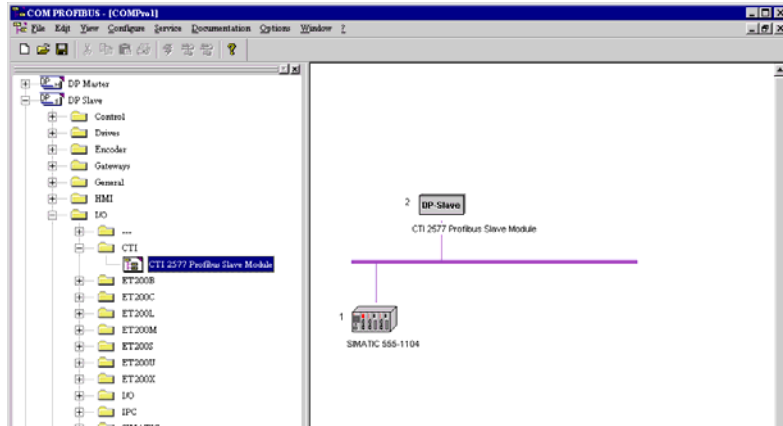 COM PROFIBUS - [COMPro1]
File Edit View Configure Service Documentation Options Window ?
DP Master
DP Slave
Control
Drives
Encoder
Gateways
General
HMI
I/O
---
CTI
CTI 2577 Profibus Slave Module
ET200B
ET200C
ET200L
ET200M
ET200S
ET200U
ET200X
I/O
IPC
2
DP-Slave
CTI 2577 Profibus Slave Module
1
SIMATIC 555-1104